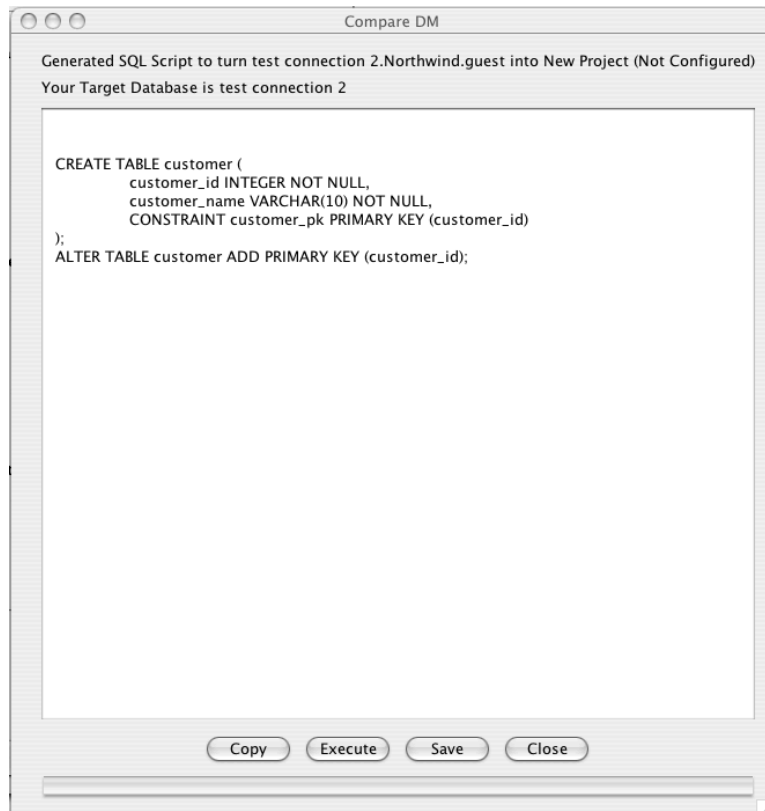 Compare DM
Generated SQL Script to turn test connection 2.Northwind.guest into New Project (Not Configured)
Your Target Database is test connection 2
CREATE TABLE customer (
customer_id INTEGER NOT NULL,
customer_name VARCHAR(10) NOT NULL,
CONSTRAINT customer_pk PRIMARY KEY (customer_id)
);
ALTER TABLE customer ADD PRIMARY KEY (customer_id);
Copy Execute Save Close